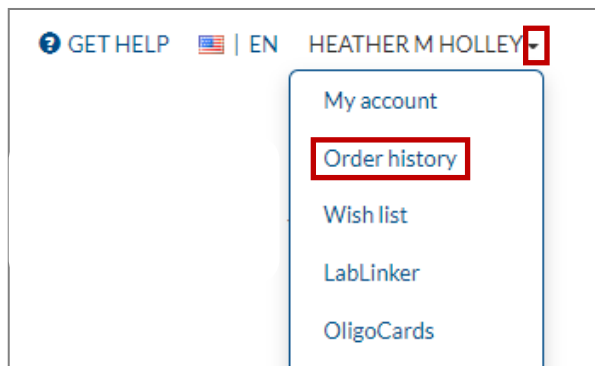 GET HELP | EN HEATHER M HOLLEY
My account
Order history
Wish list
LabLinker
OligoCards